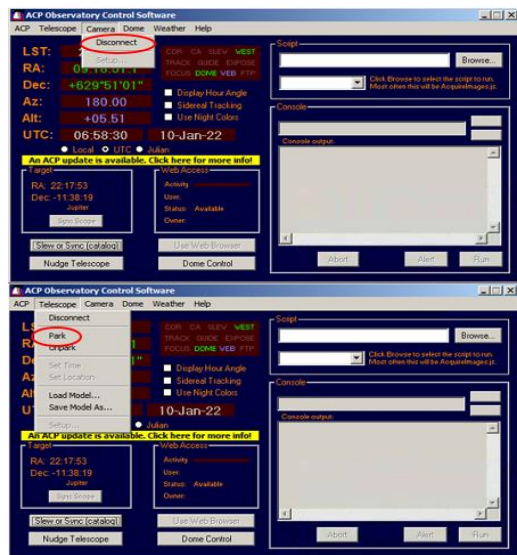 ACP Observatory Control Software
ACP Telescope Camera Dome Weather Help
Disconnect
Setup...
LST:
RA: 09:18:51.1
Dec: +629°51'01"
Az: 180.00
Alt: +05.51
UTC: 06:58:30 10-Jan-22
Local UTC Julian
COR CA SLEW WEST
TRACK GUIDE EXPOSE
FOCUS DOME WEB FTP
Display Hour Angle
Sidereal Tracking
Use Night Colors
An ACP update is available. Click here for more info!
Target
RA: 22:17:53
Dec: -11:38:19
Jupiter
Sync Scope
Web Access
Activity
User:
Status: Available
Owner:
Slew or Sync (catalog)
Use Web Browser
Nudge Telescope
Dome Control
Script
Browse...
Click Browse to select the script to run.
Most often this will be AcquireImages.js.
Console
Console output:
Abort Alert Run
ACP Observatory Control Software
ACP Telescope Camera Dome Weather Help
Disconnect
Park
Unpark
Set Time
Set Location
Load Model...
Save Model As...
Setup...
COR CA SLEW WEST
TRACK GUIDE EXPOSE
FOCUS DOME WEB FTP
Display Hour Angle
Sidereal Tracking
Use Night Colors
10-Jan-22
Julian
An ACP update is available. Click here for more info!
Target
RA: 22:17:53
Dec: -11:38:19
Jupiter
Sync Scope
Web Access
Activity
User:
Status: Available
Owner:
Slew or Sync (catalog)
Use Web Browser
Nudge Telescope
Dome Control
Script
Browse...
Click Browse to select the script to run.
Most often this will be AcquireImages.js.
Console
Console output:
Abort Alert Run